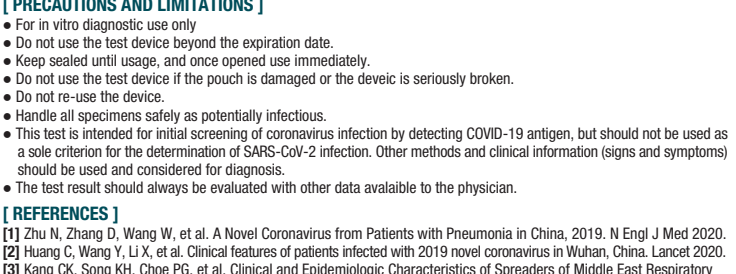 [ PRECAUTIONS AND LIMITATIONS ]
● For in vitro diagnostic use only
● Do not use the test device beyond the expiration date.
● Keep sealed until usage, and once opened use immediately.
● Do not use the test device if the pouch is damaged or the deveic is seriously broken.
● Do not re-use the device.
● Handle all specimens safely as potentially infectious.
● This test is intended for initial screening of coronavirus infection by detecting COVID-19 antigen, but should not be used as
a sole criterion for the determination of SARS-CoV-2 infection. Other methods and clinical information (signs and symptoms)
should be used and considered for diagnosis.
● The test result should always be evaluated with other data avalaible to the physician.
[ REFERENCES ]
[1] Zhu N, Zhang D, Wang W, et al. A Novel Coronavirus from Patients with Pneumonia in China, 2019. N Engl J Med 2020.
[2] Huang C, Wang Y, Li X, et al. Clinical features of patients infected with 2019 novel coronavirus in Wuhan, China. Lancet 2020.
[3] Kang CK, Song KH, Choe PG, et al. Clinical and Epidemiologic Characteristics of Spreaders of Middle East Respiratory